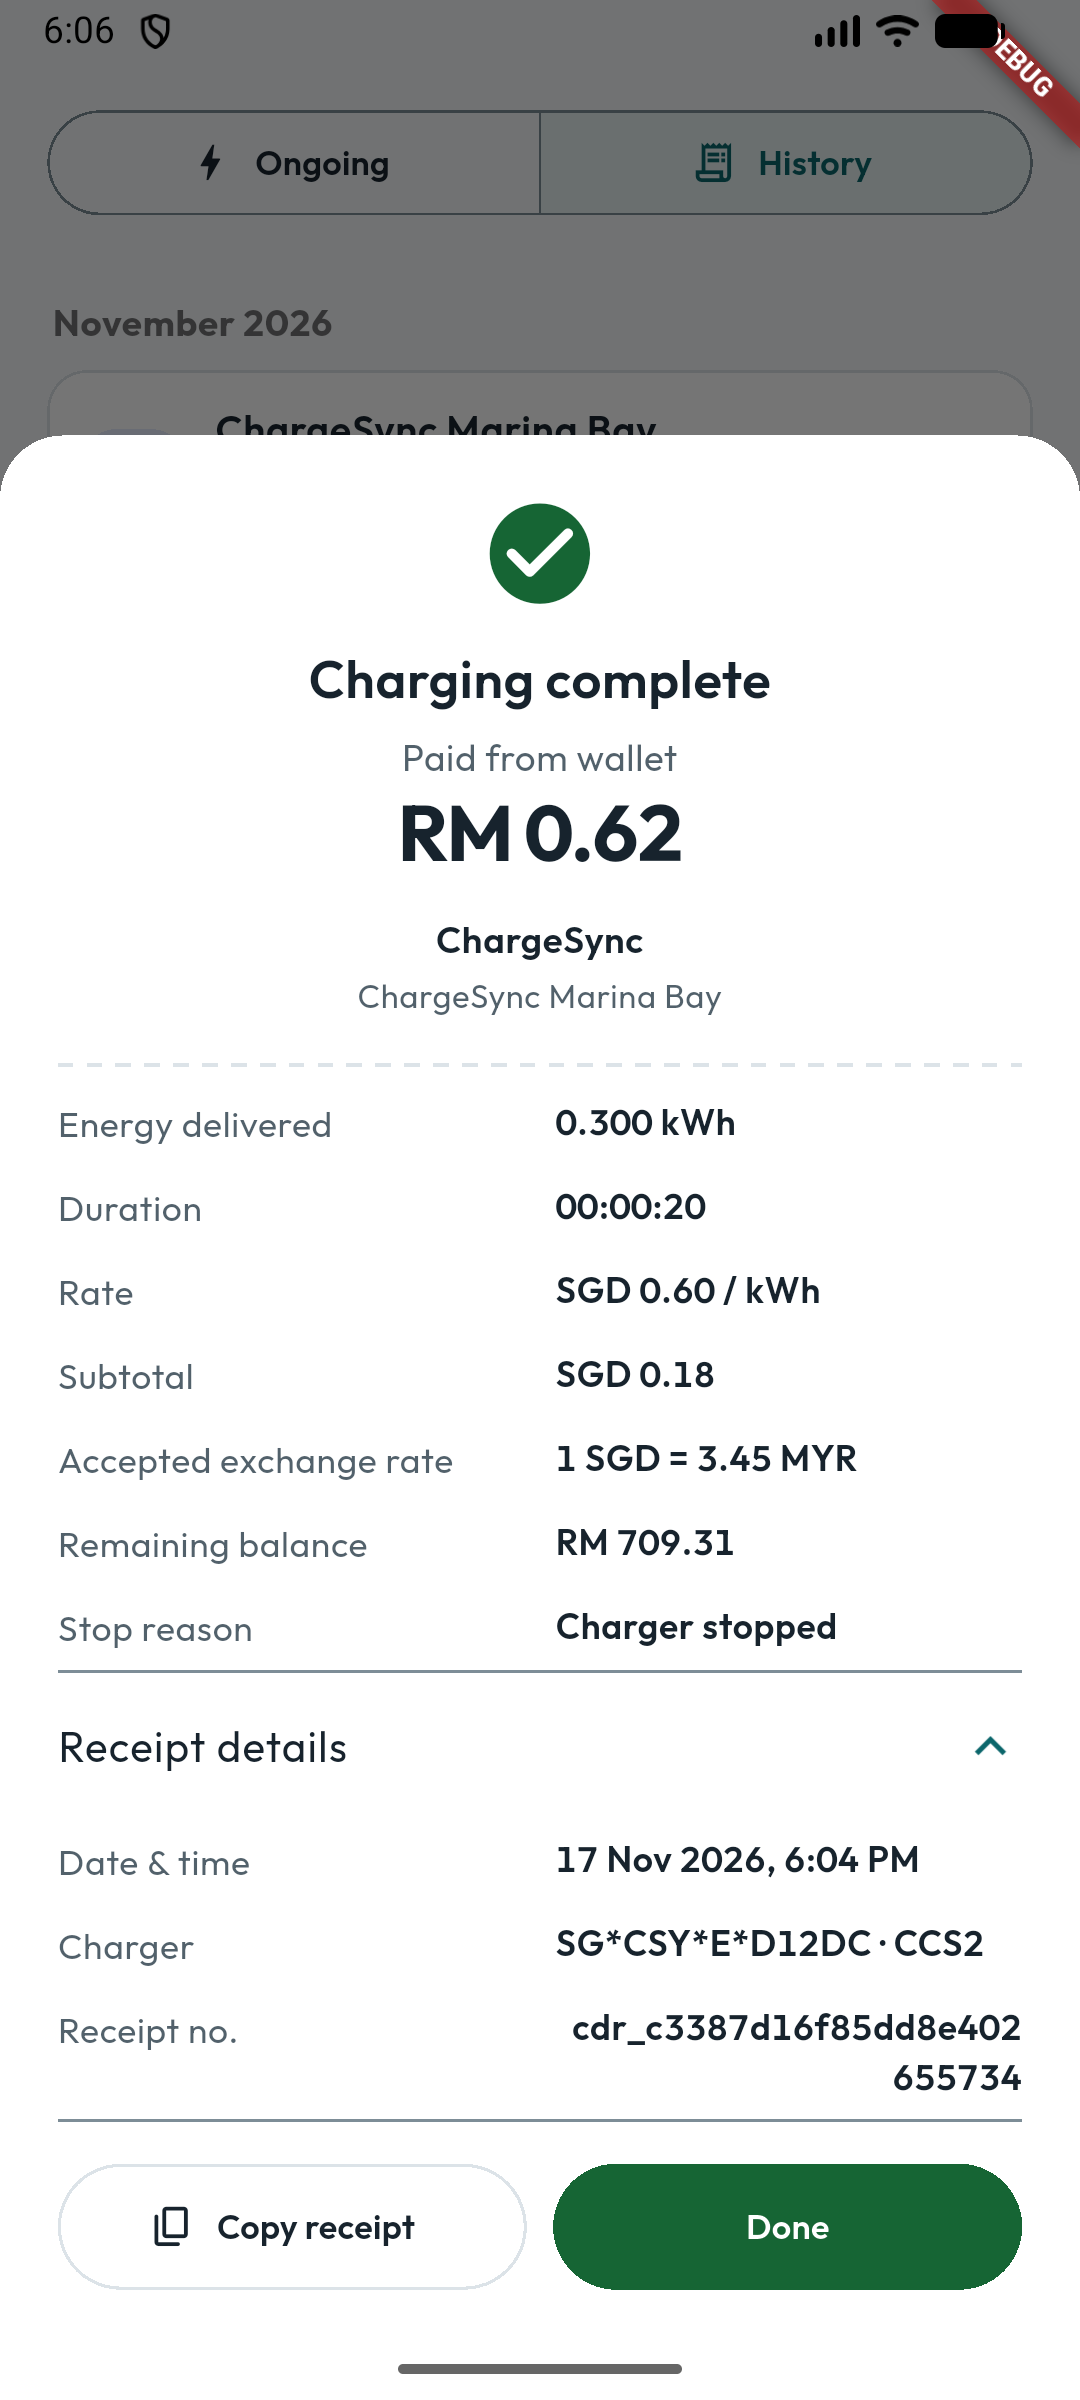 6:06
EBUG
Ongoing
History
November 2026
ChargeSync Marina Bay
Charging complete
Paid from wallet
RM 0.62
ChargeSync
ChargeSync Marina Bay
Energy delivered 0.300 kWh
Duration 00:00:20
Rate SGD 0.60 / kWh
Subtotal SGD 0.18
Accepted exchange rate 1 SGD = 3.45 MYR
Remaining balance RM 709.31
Stop reason Charger stopped
Receipt details
Date & time 17 Nov 2026, 6:04 PM
Charger SG*CSY*E*D12DC · CCS2
Receipt no. cdr_c3387d16f85dd8e402
655734
Copy receipt
Done